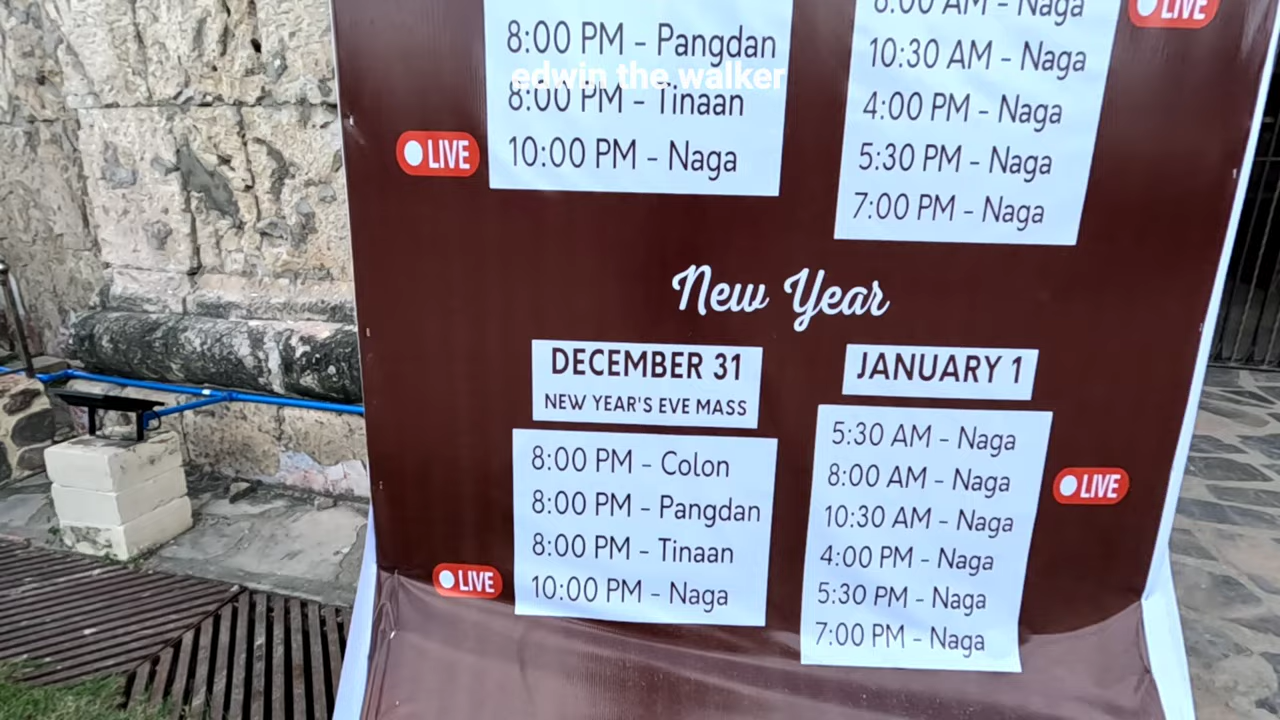 8:00 PM - Pangdan
edwin the walker
8:00 PM - Tinaan
LIVE
10:00 PM - Naga
8:00 AM - Naga
LIVE
10:30 AM - Naga
4:00 PM - Naga
5:30 PM - Naga
7:00 PM - Naga
New Year
DECEMBER 31
NEW YEAR'S EVE MASS
8:00 PM - Colon
8:00 PM - Pangdan
8:00 PM - Tinaan
LIVE
10:00 PM - Naga
JANUARY 1
5:30 AM - Naga
8:00 AM - Naga
LIVE
10:30 AM - Naga
4:00 PM - Naga
5:30 PM - Naga
7:00 PM - Naga